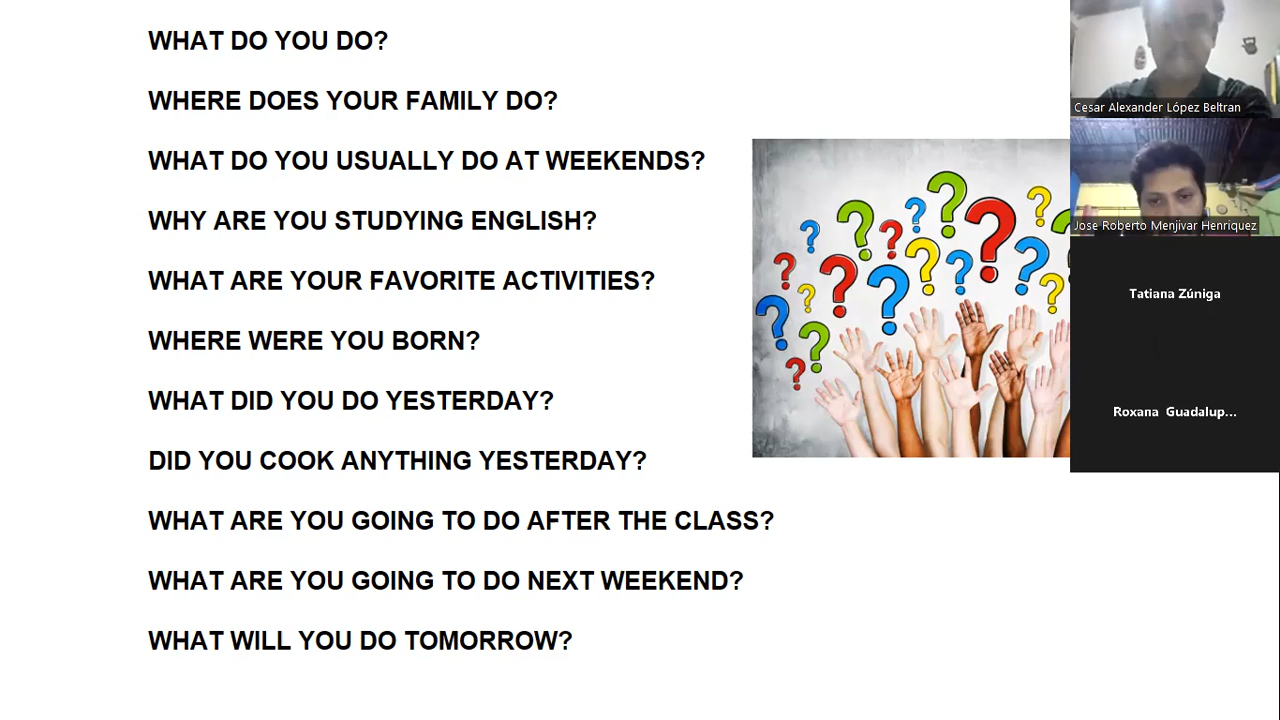 WHAT DO YOU DO?
WHERE DOES YOUR FAMILY DO?
WHAT DO YOU USUALLY DO AT WEEKENDS?
WHY ARE YOU STUDYING ENGLISH?
WHAT ARE YOUR FAVORITE ACTIVITIES?
WHERE WERE YOU BORN?
WHAT DID YOU DO YESTERDAY?
DID YOU COOK ANYTHING YESTERDAY?
WHAT ARE YOU GOING TO DO AFTER THE CLASS?
WHAT ARE YOU GOING TO DO NEXT WEEKEND?
WHAT WILL YOU DO TOMORROW?
Cesar Alexander López Beltran
Jose Roberto Menjivar Henriquez
Tatiana Zúniga
Roxana Guadalup...